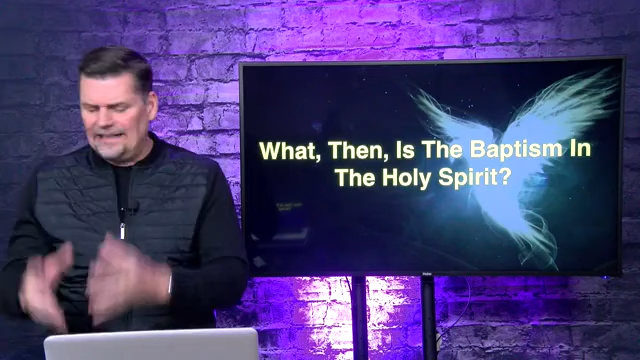 What, Then, Is The Baptism In
The Holy Spirit?